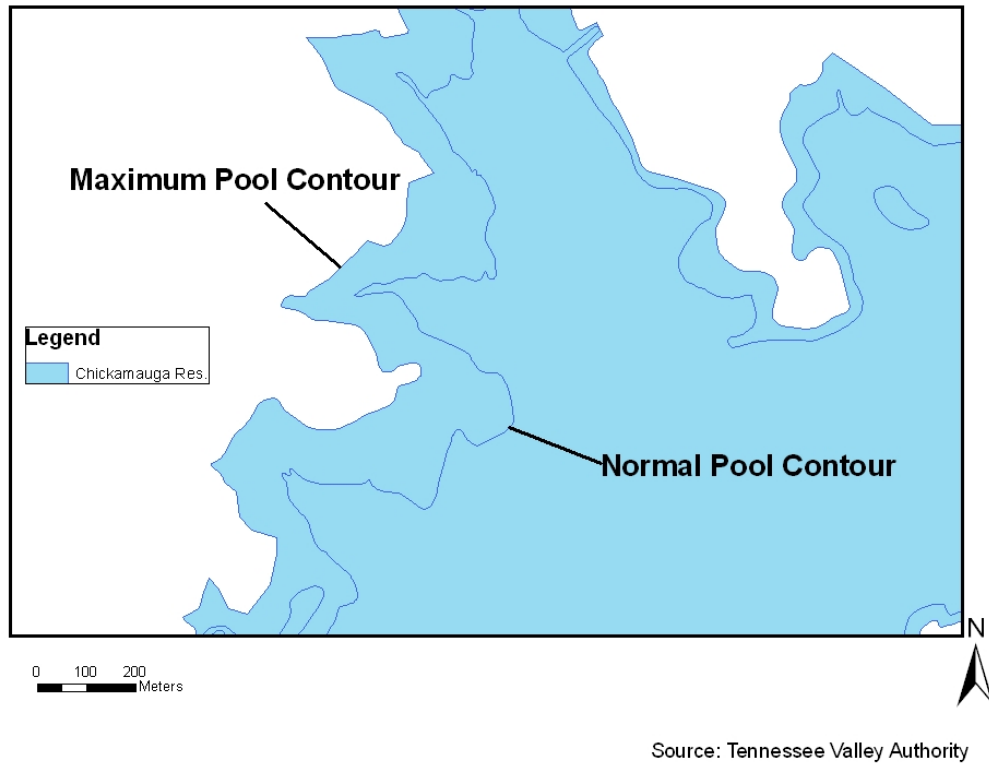 Maximum Pool Contour
Legend
Chickamauga Res.
Normal Pool Contour
N
0 100 200
Meters
Source: Tennessee Valley Authority